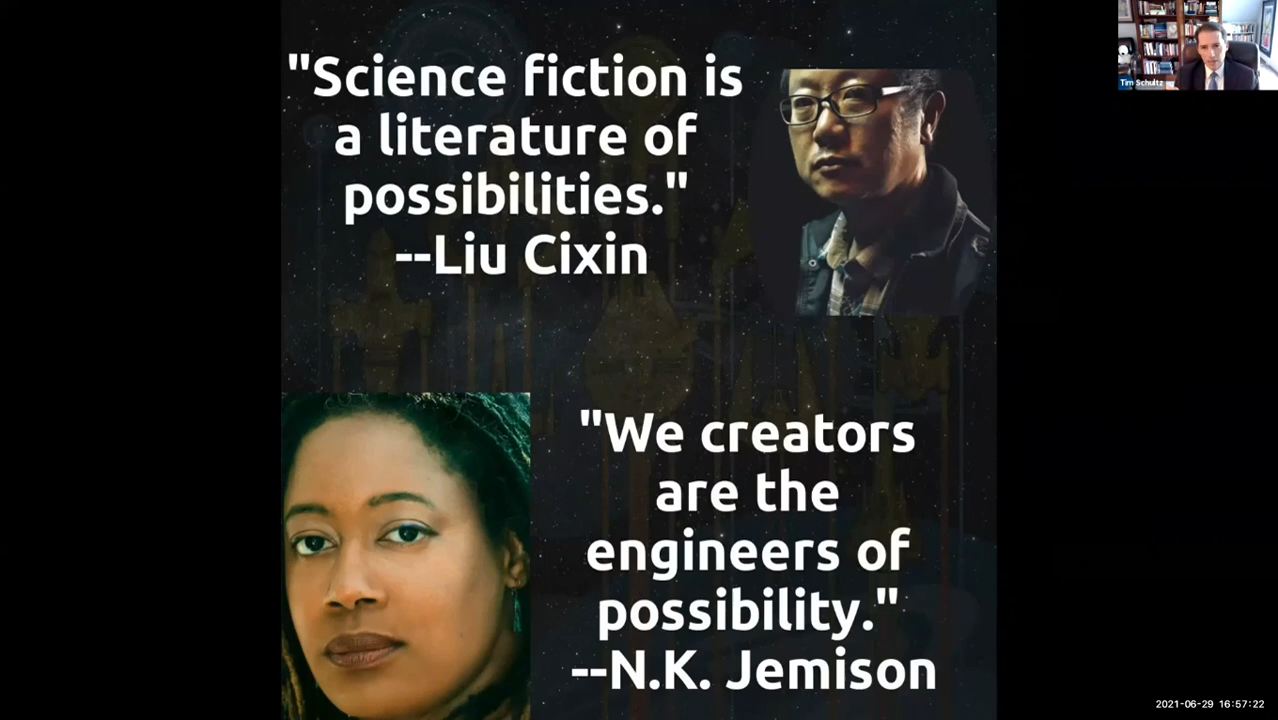 "Science fiction is
a literature of
possibilities."
--Liu Cixin
Tim Schultz
"We creators
are the
engineers of
possibility."
--N.K. Jemison
2021-06-29 16:57:22